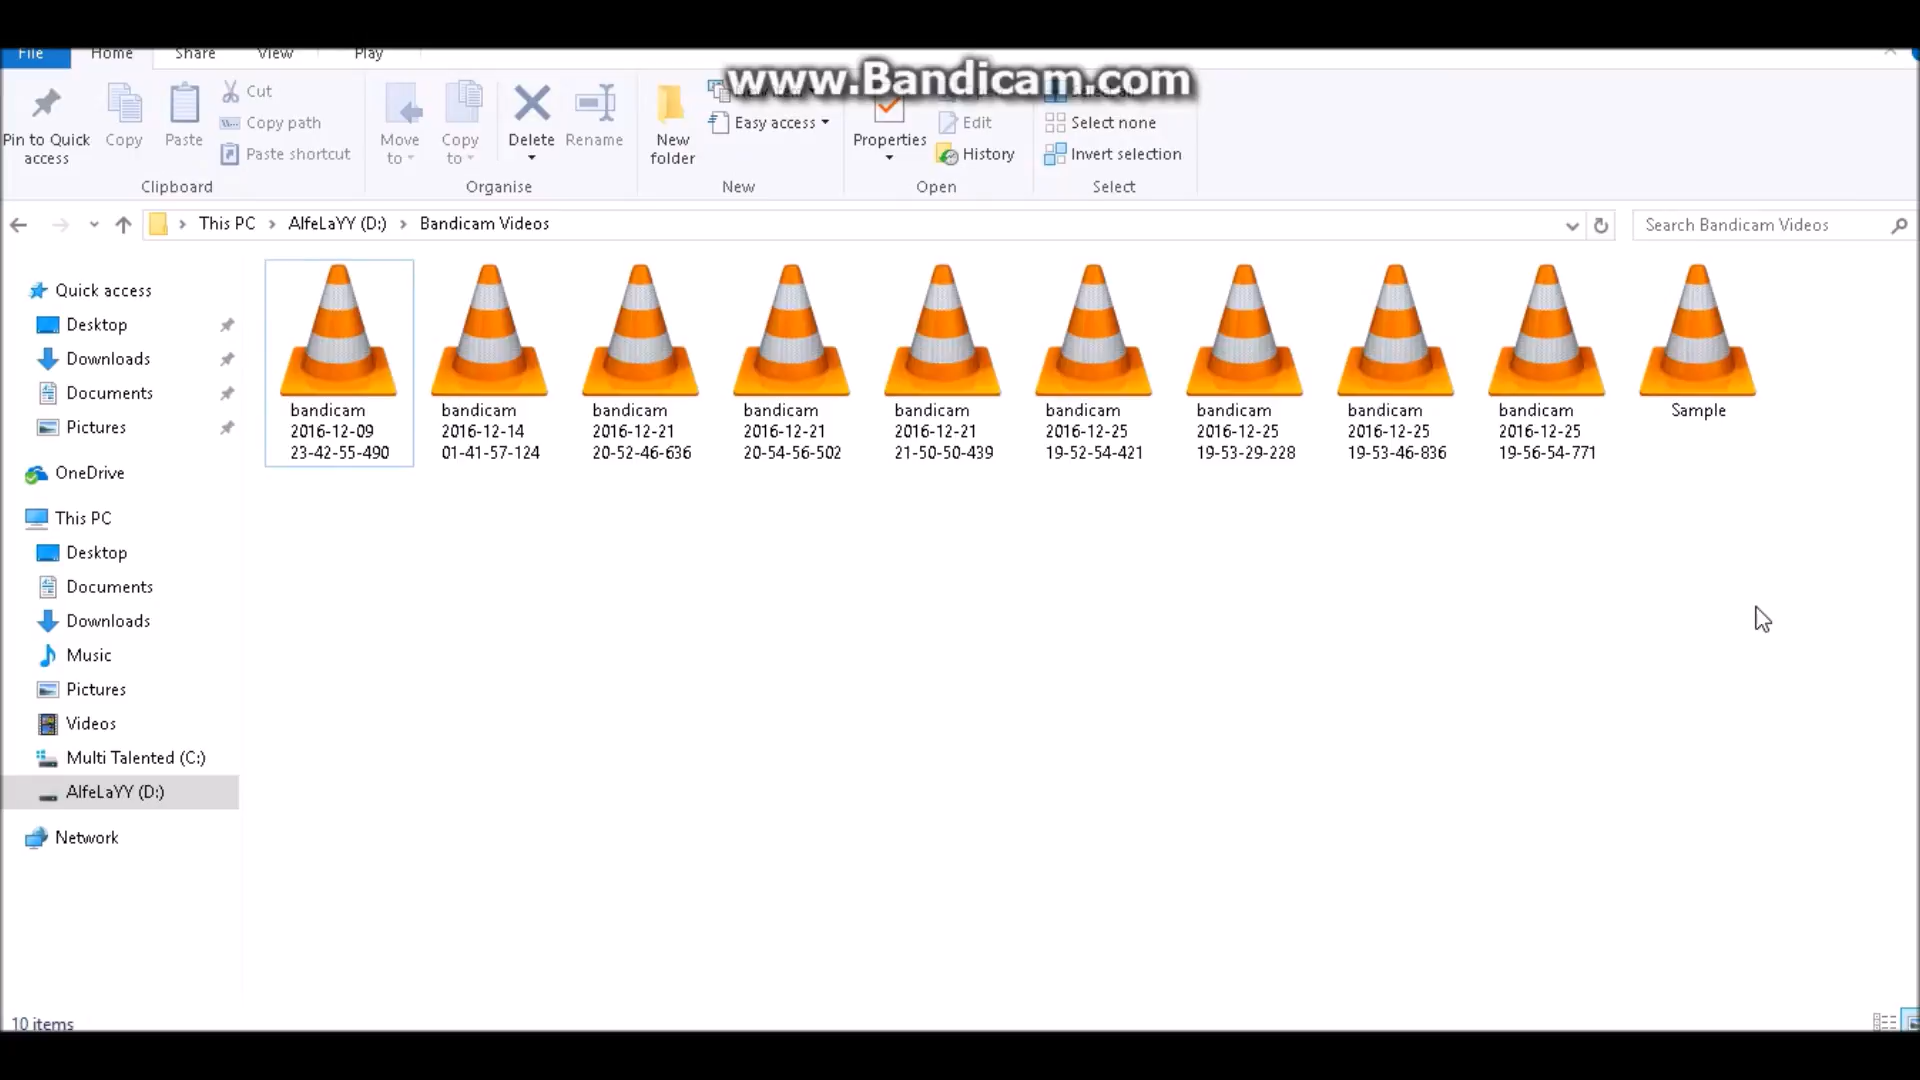 www.Bandicam.com
File Home Share View Play
Pin to Quick access
Copy
Paste
Cut
Copy path
Paste shortcut
Clipboard
Move to
Copy to
Delete
Rename
Organise
New folder
Easy access
New
Properties
Edit
History
Open
Select none
Invert selection
Select
This PC > AlfeLaYY (D:) > Bandicam Videos
Search Bandicam Videos
Quick access
Desktop
Downloads
Documents
Pictures
OneDrive
This PC
Desktop
Documents
Downloads
Music
Pictures
Videos
Multi Talented (C:)
AlfeLaYY (D:)
Network
bandicam
2016-12-09
23-42-55-490
bandicam
2016-12-14
01-41-57-124
bandicam
2016-12-21
20-52-46-636
bandicam
2016-12-21
20-54-56-502
bandicam
2016-12-21
21-50-50-439
bandicam
2016-12-25
19-52-54-421
bandicam
2016-12-25
19-53-29-228
bandicam
2016-12-25
19-53-46-836
bandicam
2016-12-25
19-56-54-771
Sample
10 items